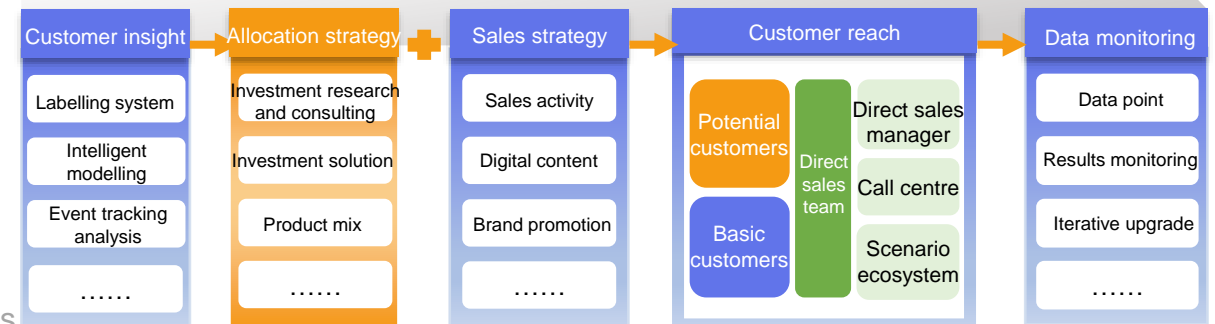 Customer insight
Labelling system
Intelligent
modelling
Event tracking
analysis
......
Allocation strategy
Investment research
and consulting
Investment solution
Product mix
......
Sales strategy
Sales activity
Digital content
Brand promotion
......
Customer reach
Potential
customers
Basic
customers
Direct
sales
team
Direct sales
manager
Call centre
Scenario
ecosystem
Data monitoring
Data point
Results monitoring
Iterative upgrade
......
s